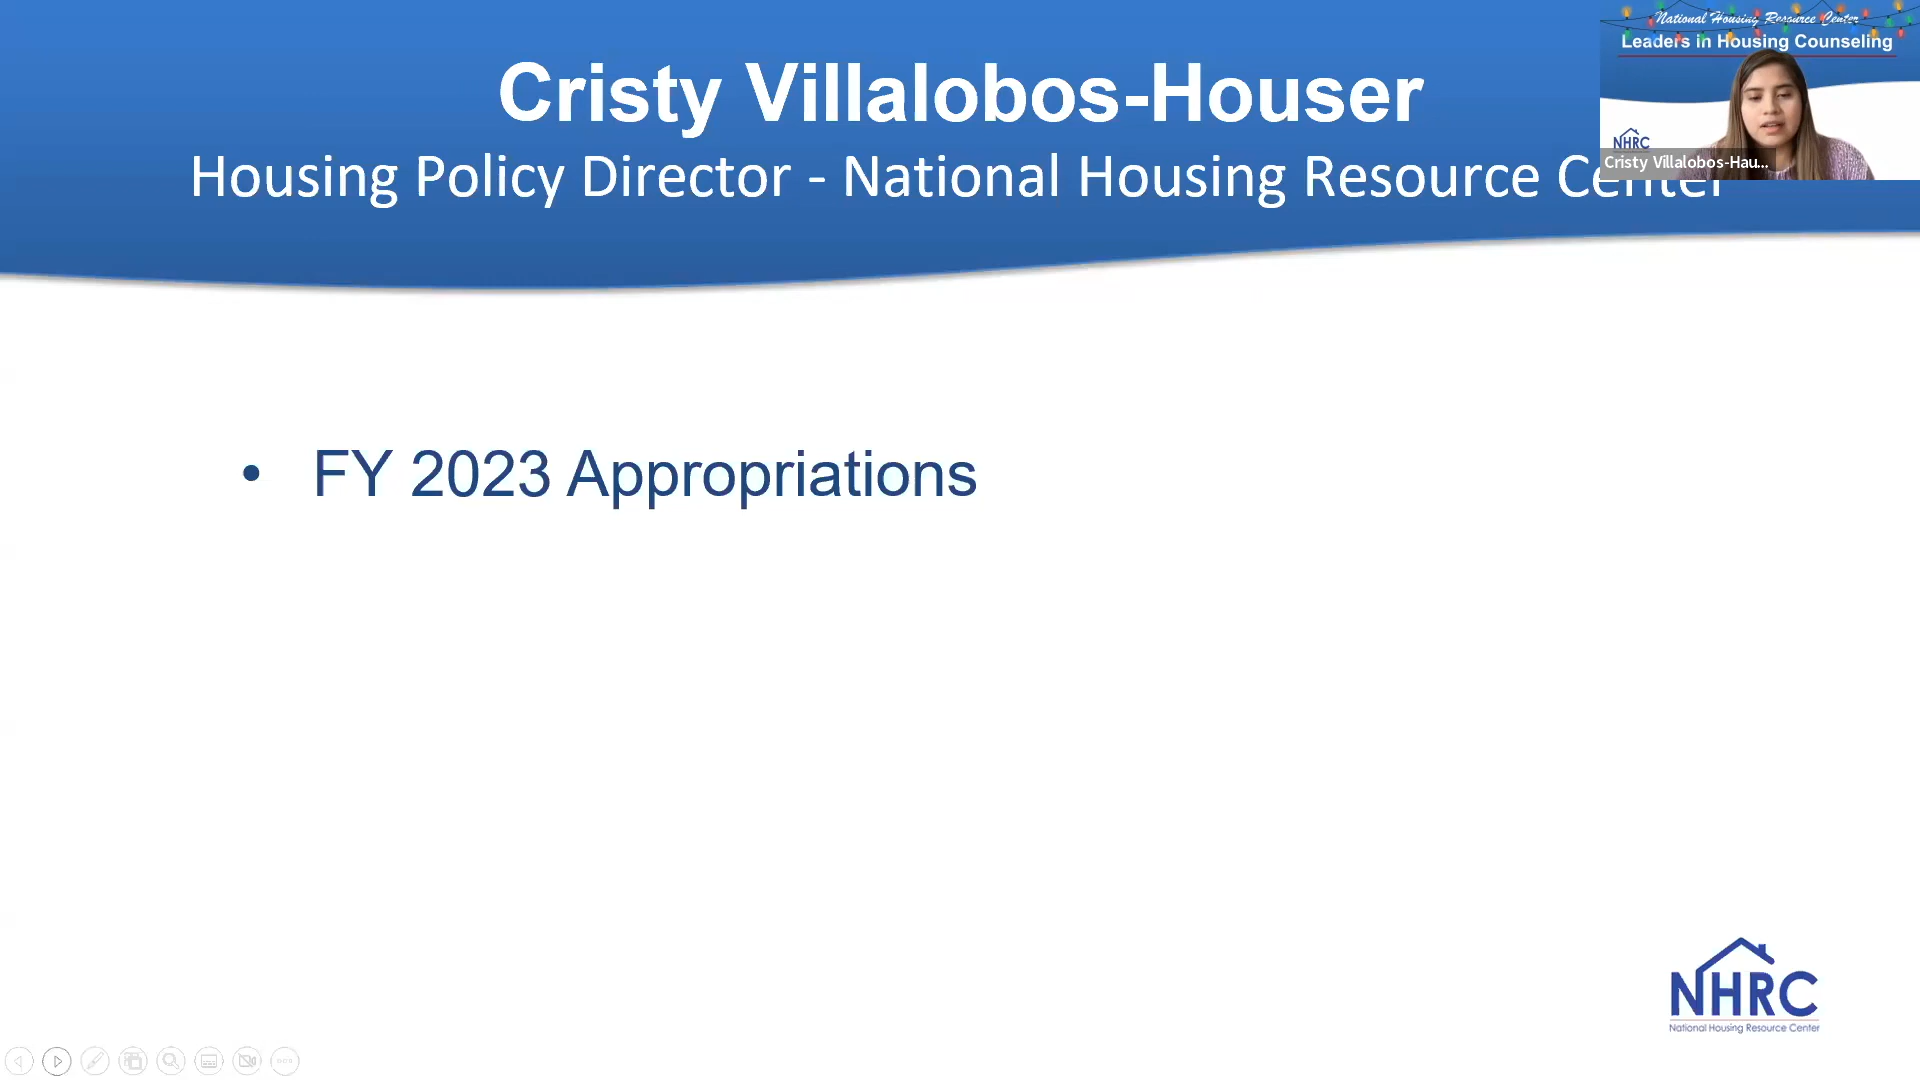 Cristy Villalobos-Houser
Housing Policy Director - National Housing Resource Center
National Housing Resource Center
Leaders in Housing Counseling
NHRC
Cristy Villalobos-Hau...
• FY 2023 Appropriations
NHRC
National Housing Resource Center